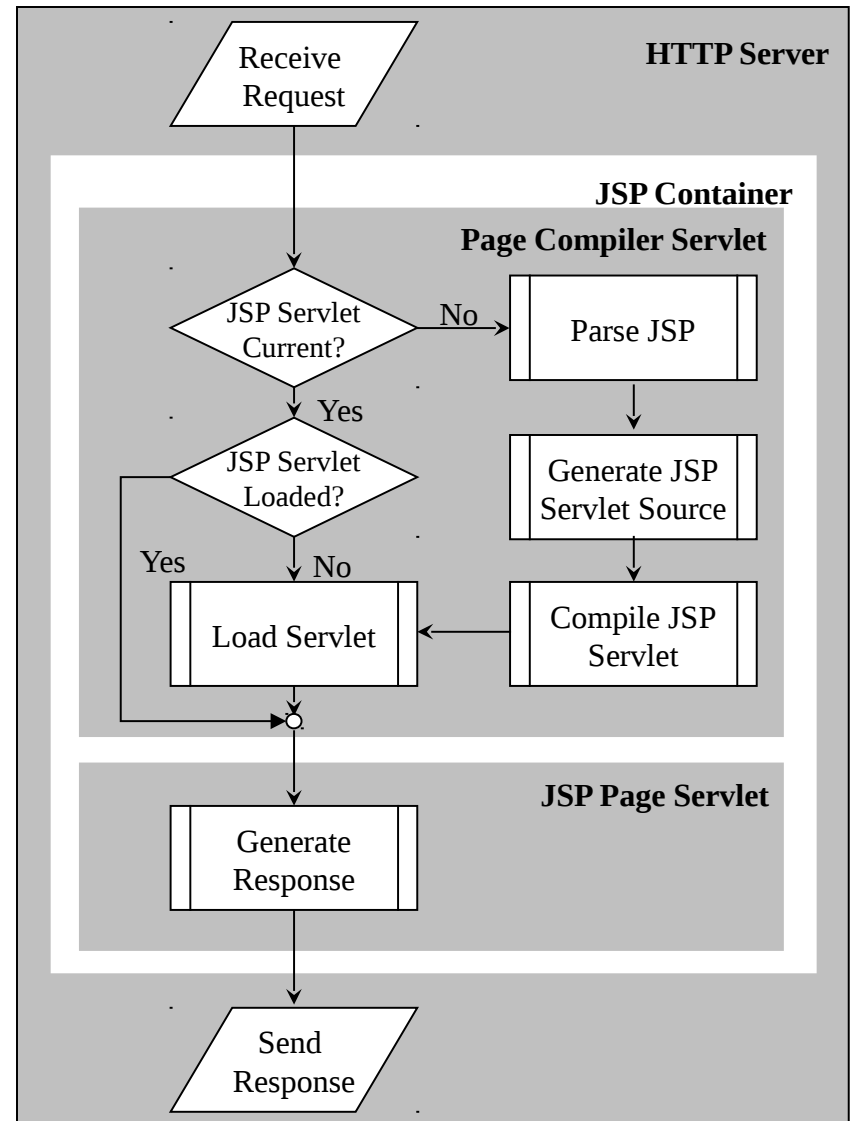 Receive
Request
HTTP Server
JSP Container
Page Compiler Servlet
JSP Servlet
Current?
No
Parse JSP
Yes
JSP Servlet
Loaded?
Generate JSP
Servlet Source
Yes
No
Load Servlet
Compile JSP
Servlet
JSP Page Servlet
Generate
Response
Send
Response